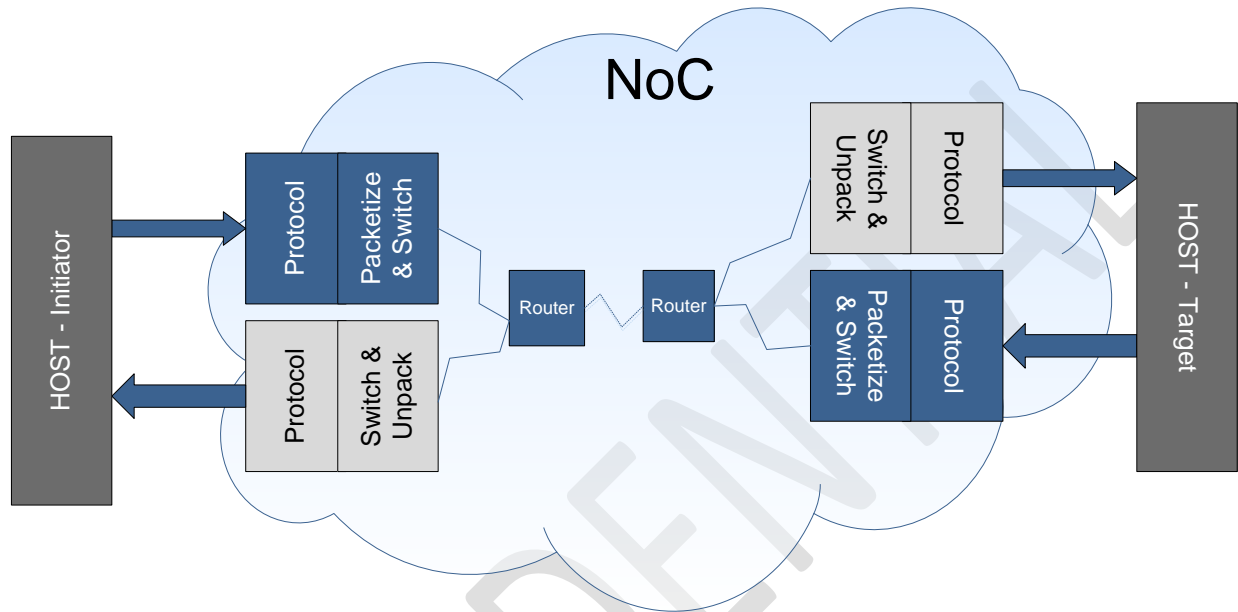 NoC
HOST - Initiator
Protocol
Packetize
& Switch
Protocol
Switch &
Unpack
Router
Router
Switch &
Unpack
Protocol
Packetize
& Switch
Protocol
HOST - Target
DENTIAL